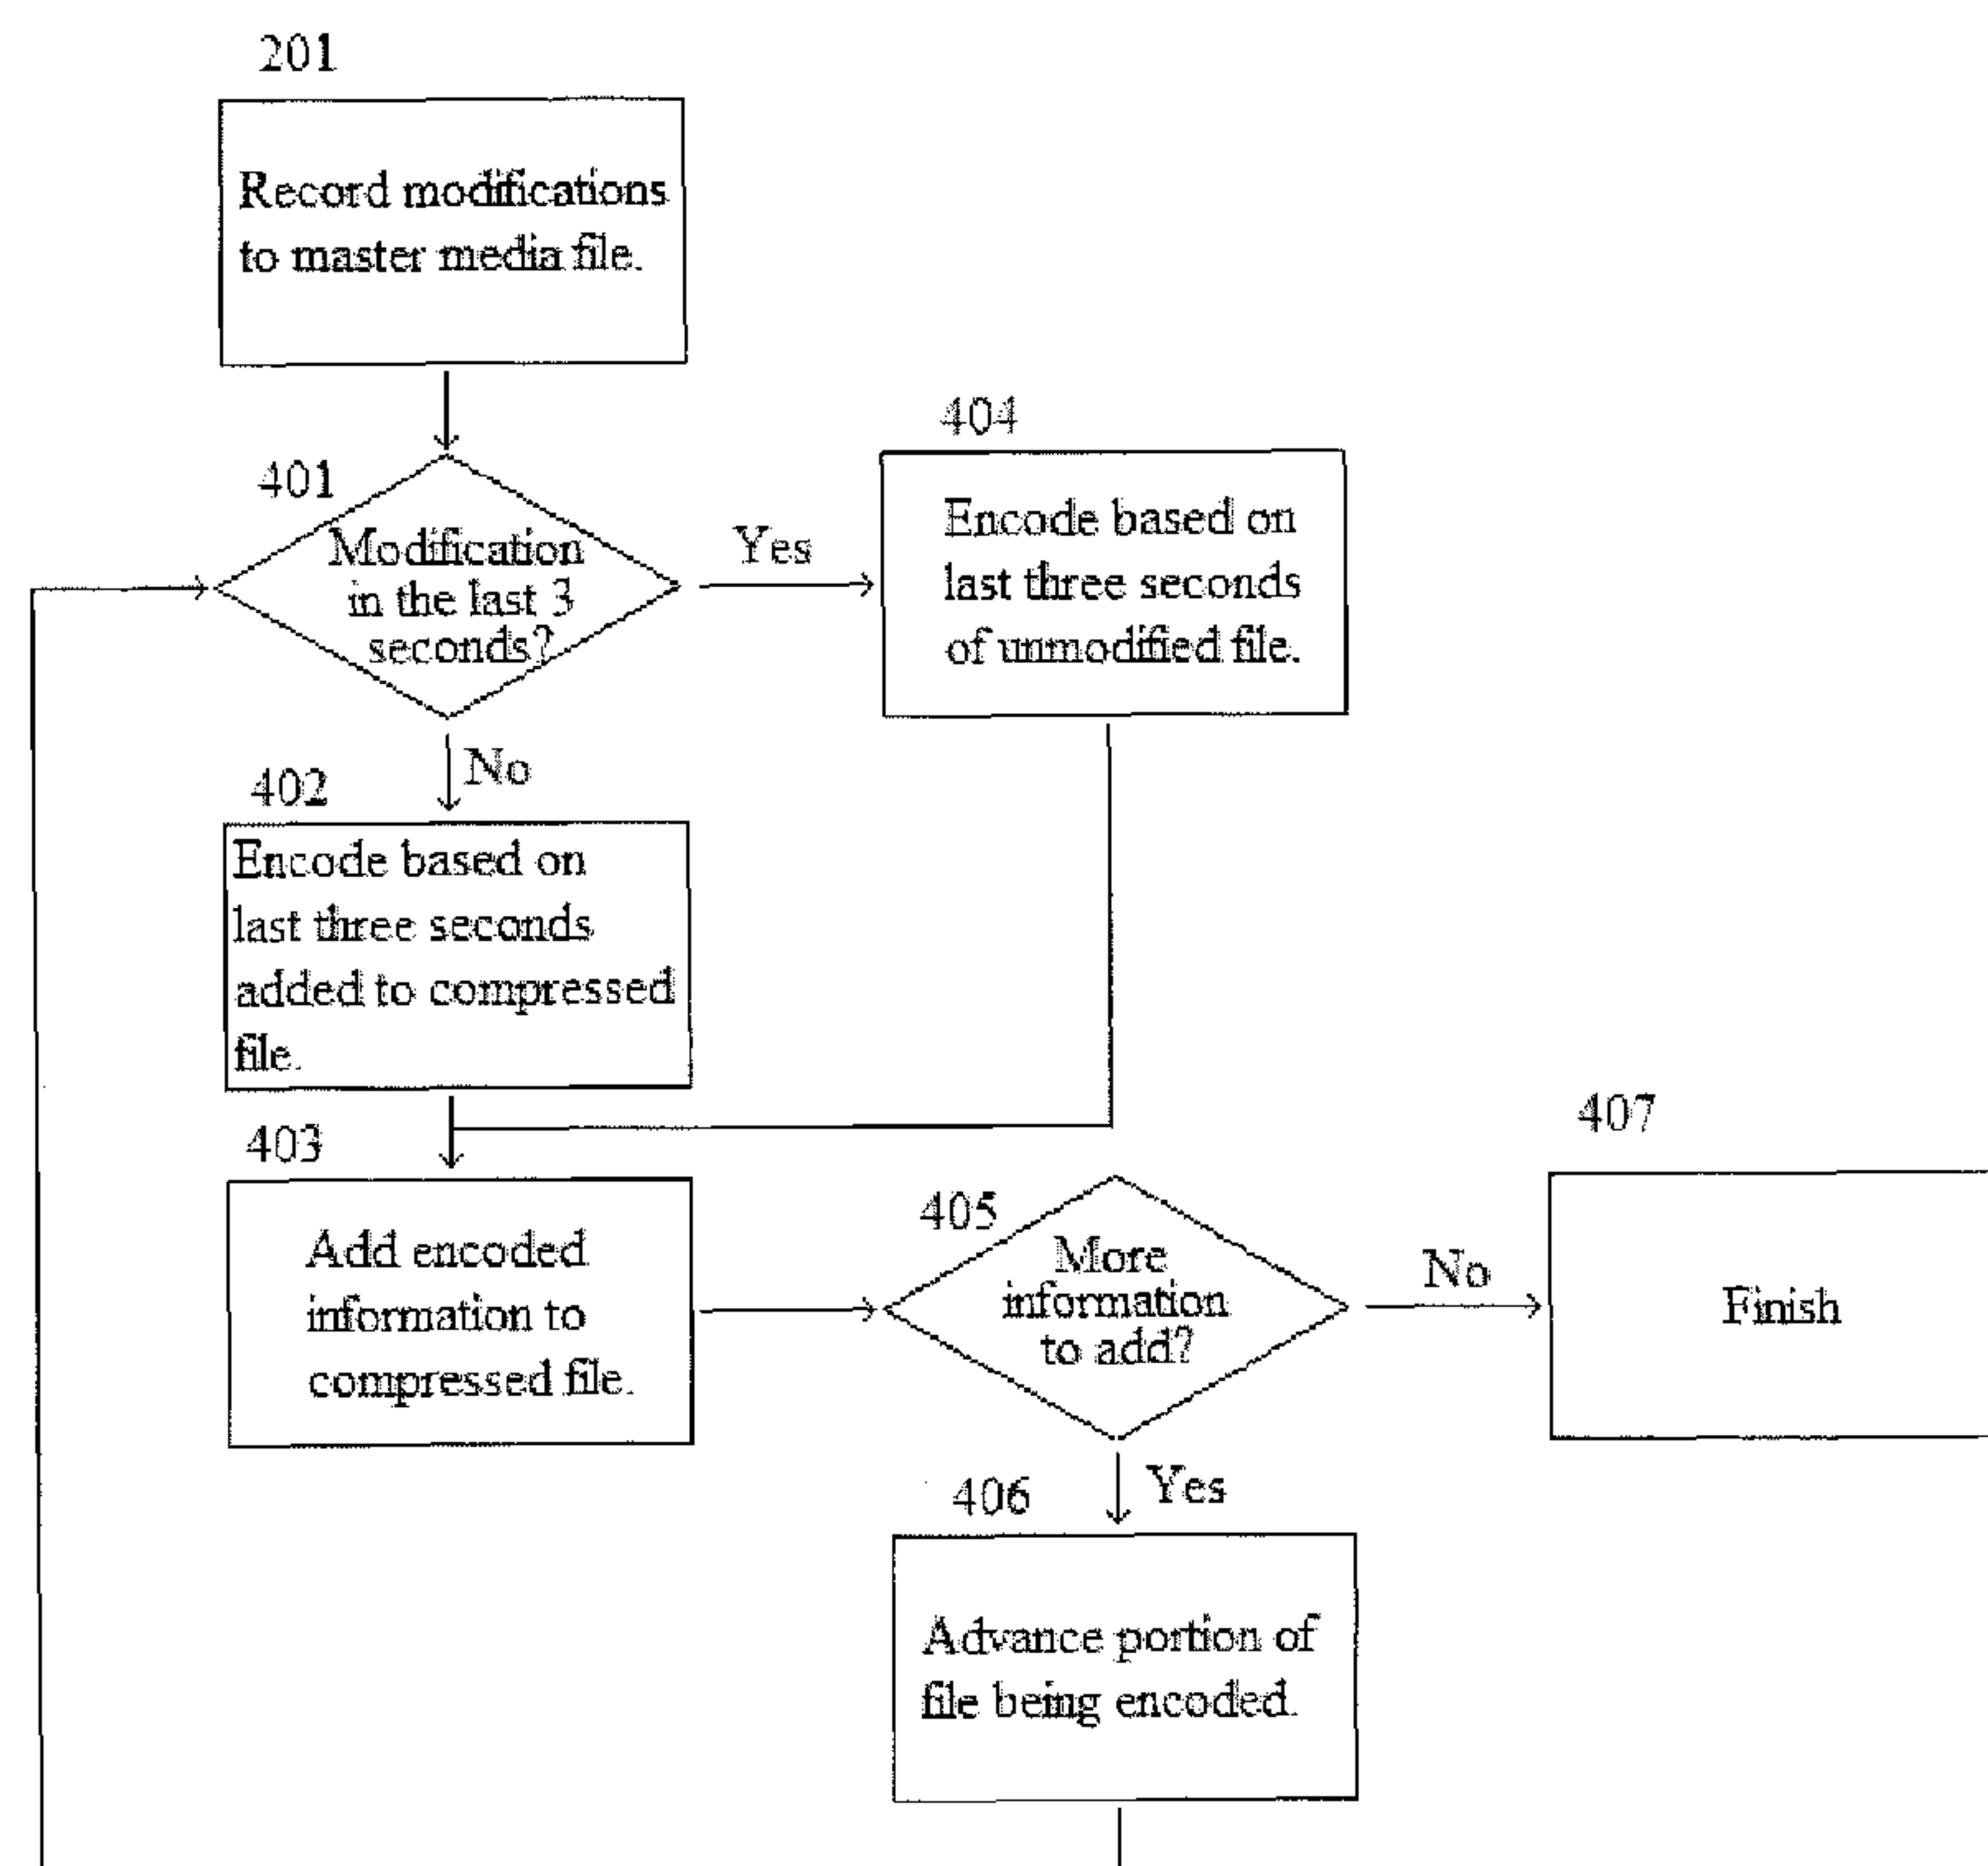 201
Record modifications
to master media file.
401
Modification
in the last 3
seconds?
Yes
404
Encode based on
last three seconds
of unmodified file.
No
402
Encode based on
last three seconds
added to compressed
file.
403
Add encoded
information to
compressed file.
405
More
information
to add?
No
407
Finish
Yes
406
Advance portion of
file being encoded.